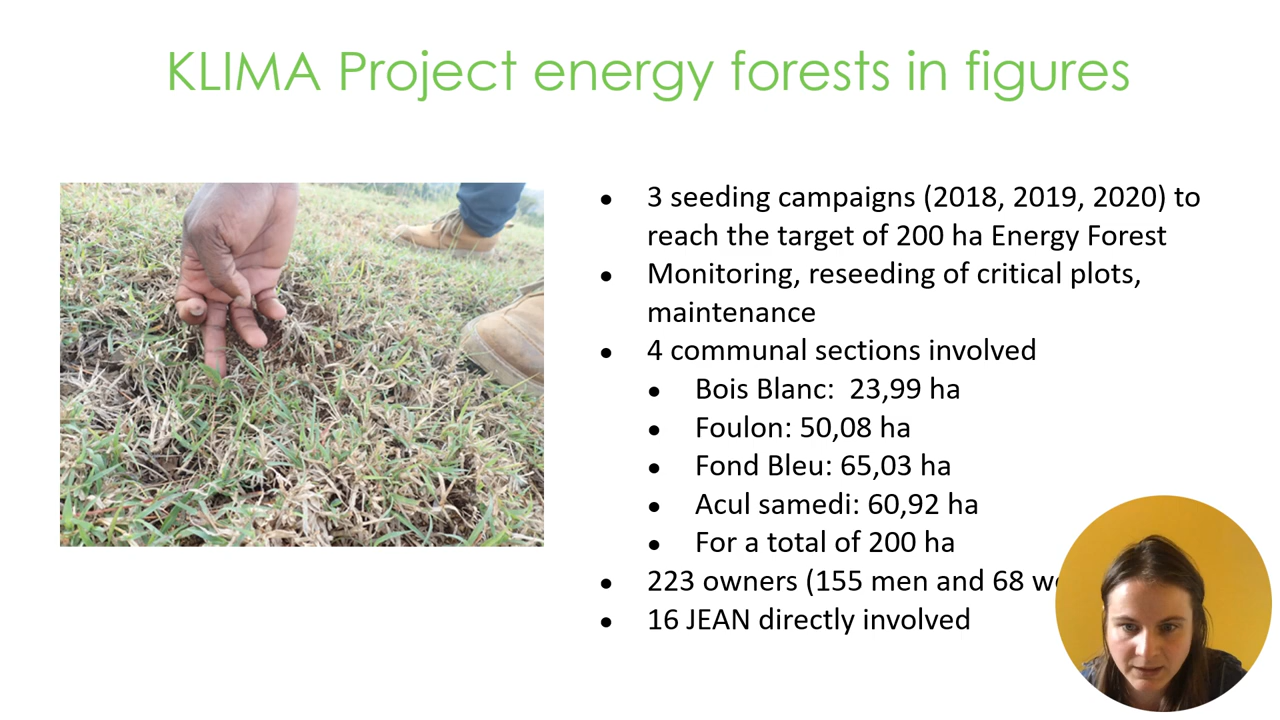 KLIMA Project energy forests in figures
• 3 seeding campaigns (2018, 2019, 2020) to
reach the target of 200 ha Energy Forest
• Monitoring, reseeding of critical plots,
maintenance
• 4 communal sections involved
• Bois Blanc: 23,99 ha
• Foulon: 50,08 ha
• Fond Bleu: 65,03 ha
• Acul samedi: 60,92 ha
• For a total of 200 ha
• 223 owners (155 men and 68
• 16 JEAN directly involved